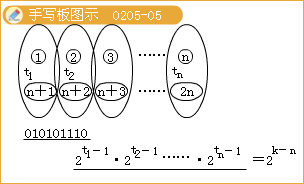 手写板图示 0205-05
① ② ③ …… ⓝ
t₁ t₂ tₙ
n+1 n+2 n+3 …… 2n
010101110
2^{t₁-1}·2^{t₂-1}……·2^{tₙ-1}=2^{k-n}